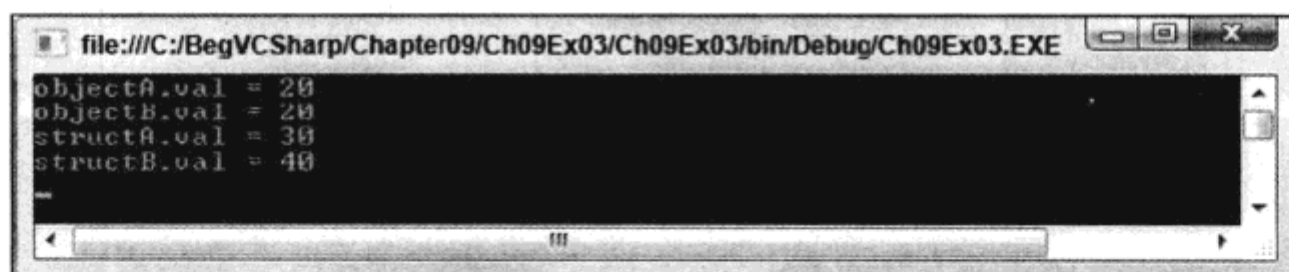 file:///C:/BegVCSharp/Chapter09/Ch09Ex03/Ch09Ex03/bin/Debug/Ch09Ex03.EXE
objectA.val = 20
objectB.val = 20
structA.val = 30
structB.val = 40